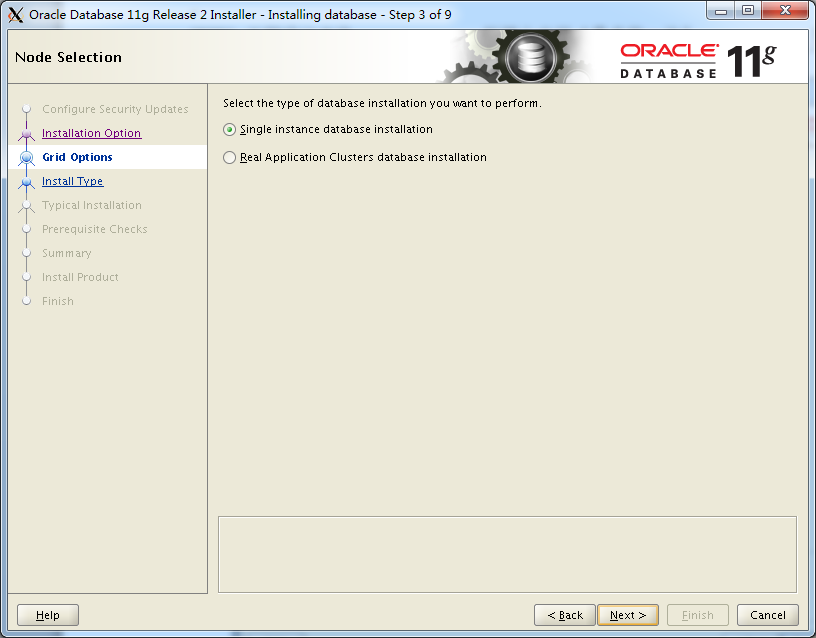 Oracle Database 11g Release 2 Installer - Installing database - Step 3 of 9
Node Selection
ORACLE
DATABASE
11g
Configure Security Updates
Installation Option
Grid Options
Install Type
Typical Installation
Prerequisite Checks
Summary
Install Product
Finish
Select the type of database installation you want to perform.
Single instance database installation
Real Application Clusters database installation
Help
< Back
Next >
Finish
Cancel